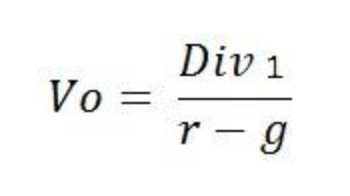 Vo = Div 1 / r − g